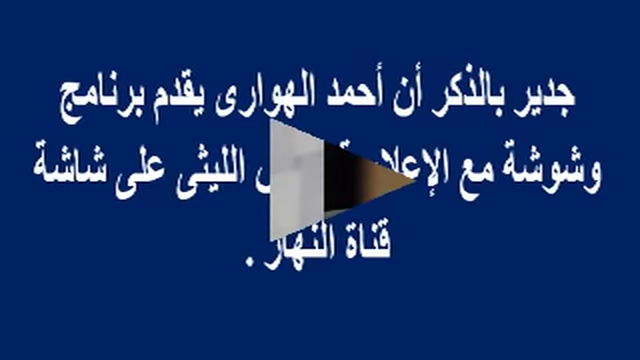 جدير بالذكر أن أحمد الهوارى يقدم برنامج
وشوشة مع الليثى على شاشة
قناة النهار .